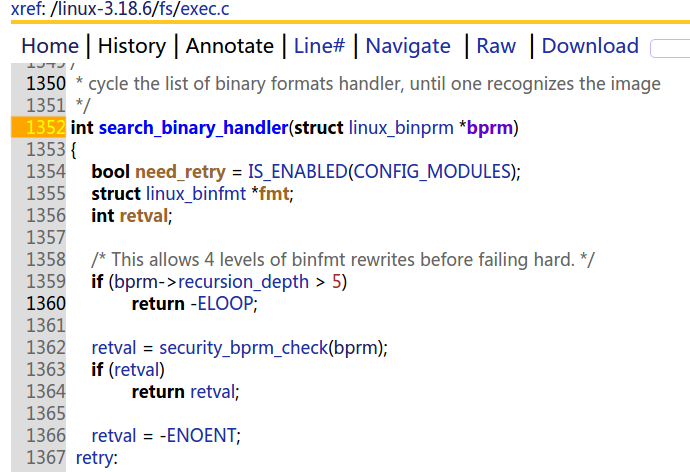 xref: /linux-3.18.6/fs/exec.c
Home | History | Annotate | Line# | Navigate | Raw | Download
1349 /
1350  * cycle the list of binary formats handler, until one recognizes the image
1351  */
1352 int search_binary_handler(struct linux_binprm *bprm)
1353 {
1354     bool need_retry = IS_ENABLED(CONFIG_MODULES);
1355     struct linux_binfmt *fmt;
1356     int retval;
1357
1358     /* This allows 4 levels of binfmt rewrites before failing hard. */
1359     if (bprm->recursion_depth > 5)
1360         return -ELOOP;
1361
1362     retval = security_bprm_check(bprm);
1363     if (retval)
1364         return retval;
1365
1366     retval = -ENOENT;
1367  retry: